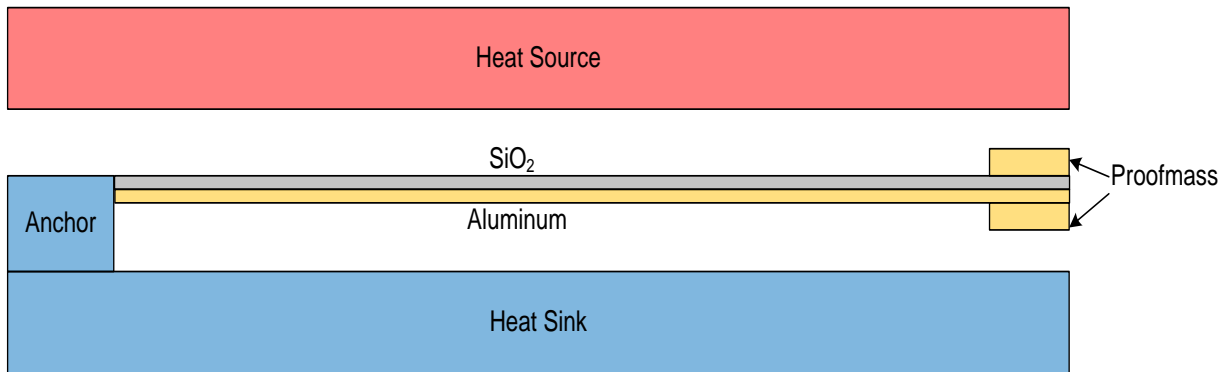 Heat Source
SiO₂
Proofmass
Anchor
Aluminum
Heat Sink